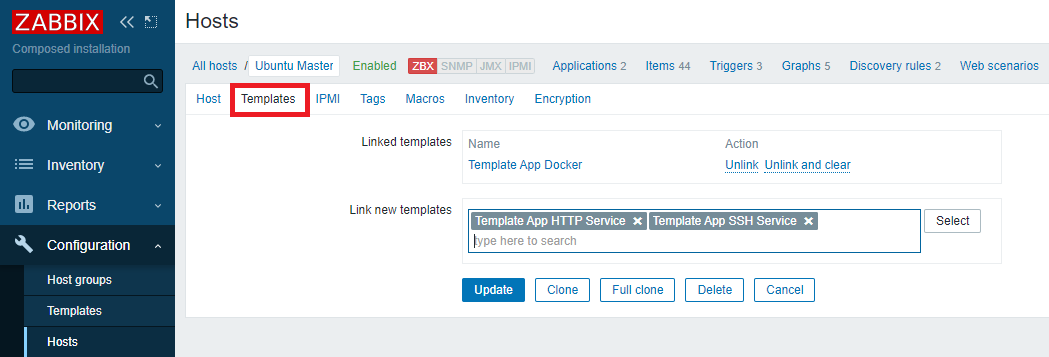 ZABBIX
Composed installation
Monitoring
Inventory
Reports
Configuration
Host groups
Templates
Hosts
Hosts
All hosts / Ubuntu Master Enabled ZBX SNMP JMX IPMI Applications 2 Items 44 Triggers 3 Graphs 5 Discovery rules 2 Web scenarios
Host Templates IPMI Tags Macros Inventory Encryption
Linked templates Name Action
Template App Docker Unlink Unlink and clear
Link new templates Template App HTTP Service Template App SSH Service Select
type here to search
Update Clone Full clone Delete Cancel